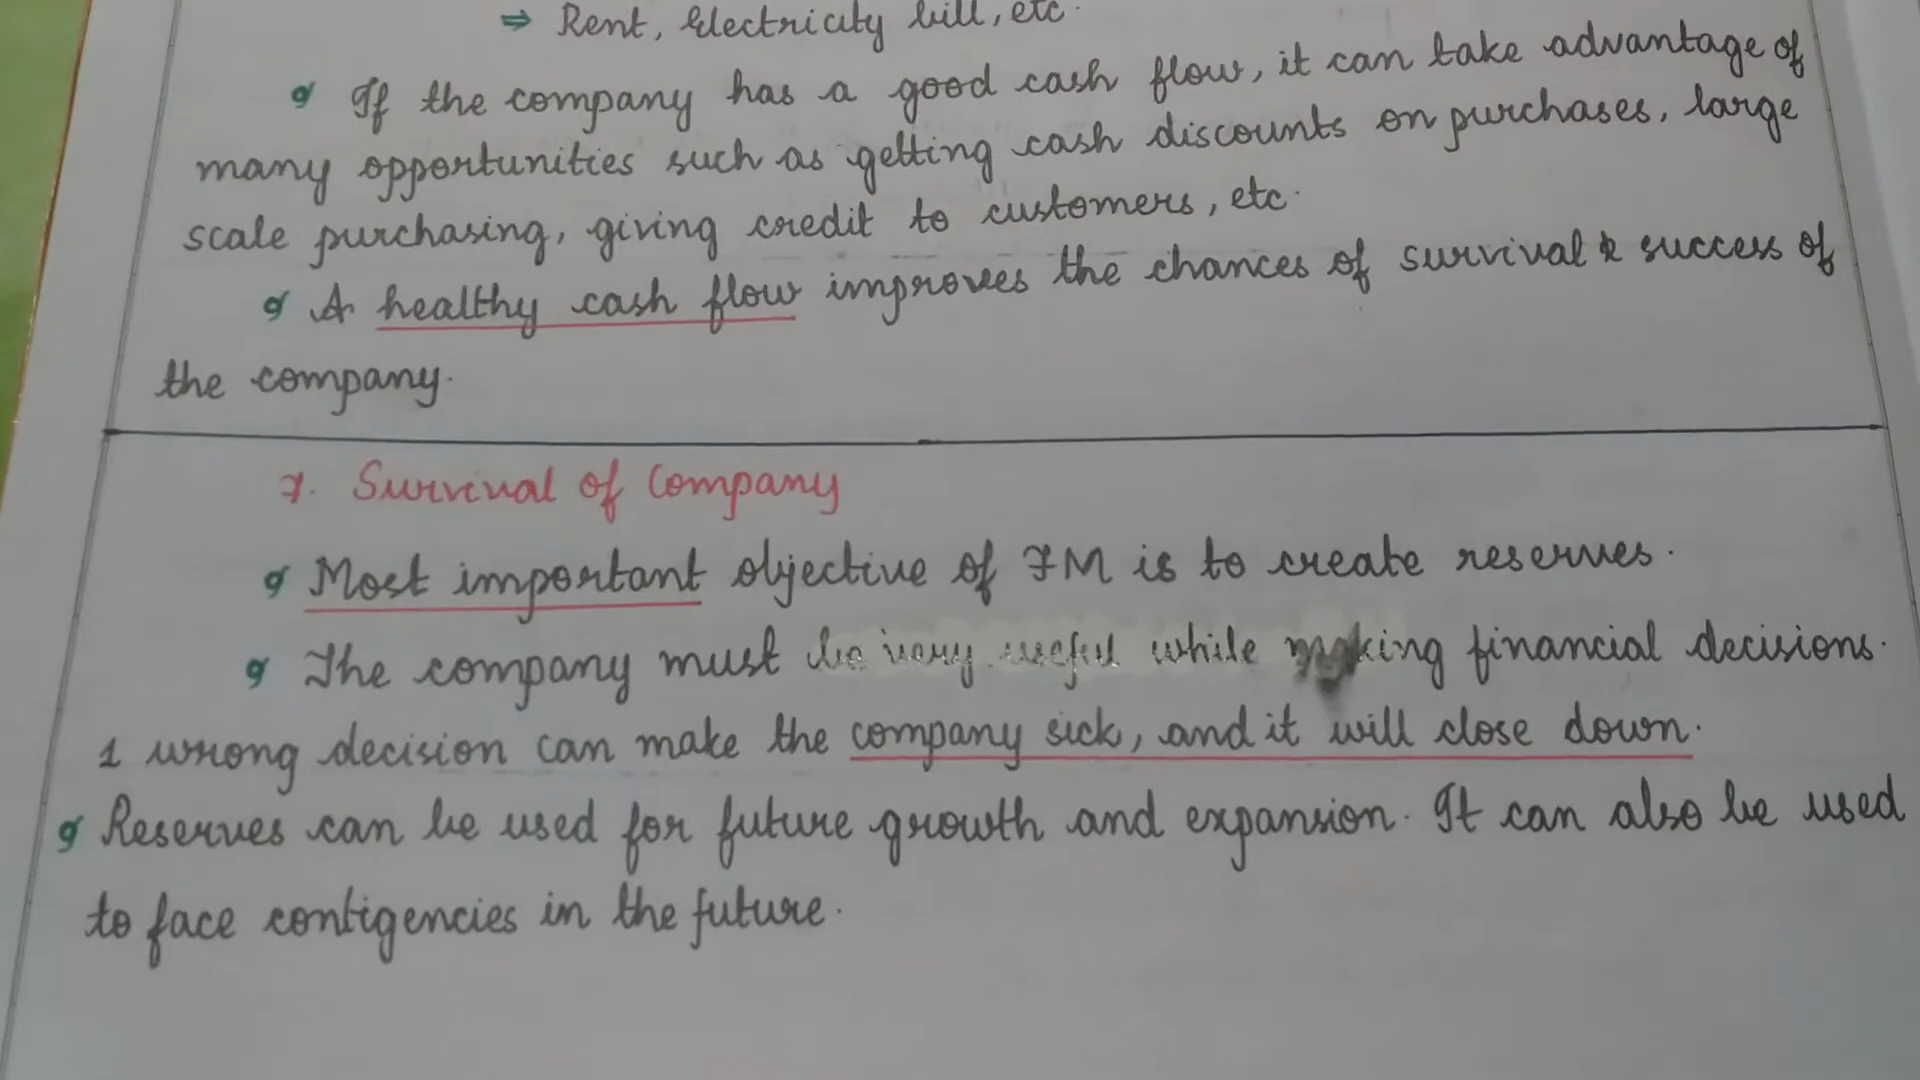 ⇒ Rent, Electricity bill, etc.
If the company has a good cash flow, it can take advantage of
many opportunities such as getting cash discounts on purchases, large
scale purchasing, giving credit to customers, etc.
A healthy cash flow improves the chances of survival & success of
the company.
7. Survival of Company
Most important objective of FM is to create reserves.
The company must be very useful while making financial decisions.
1 wrong decision can make the company sick, and it will close down.
Reserves can be used for future growth and expansion. It can also be used
to face contigencies in the future.